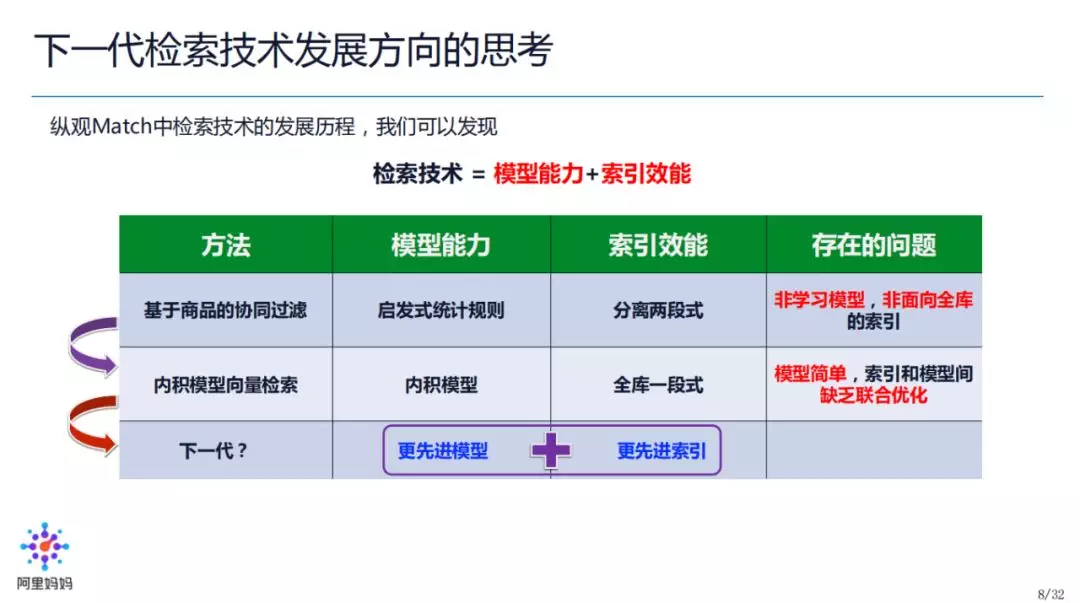 下一代检索技术发展方向的思考
纵观Match中检索技术的发展历程，我们可以发现
检索技术 = 模型能力+索引效能
方法 模型能力 索引效能 存在的问题
基于商品的协同过滤 启发式统计规则 分离两段式 非学习模型，非面向全库
的索引
内积模型向量检索 内积模型 全库一段式 模型简单，索引和模型间
缺乏联合优化
下一代？ 更先进模型 更先进索引
阿里妈妈
8/32